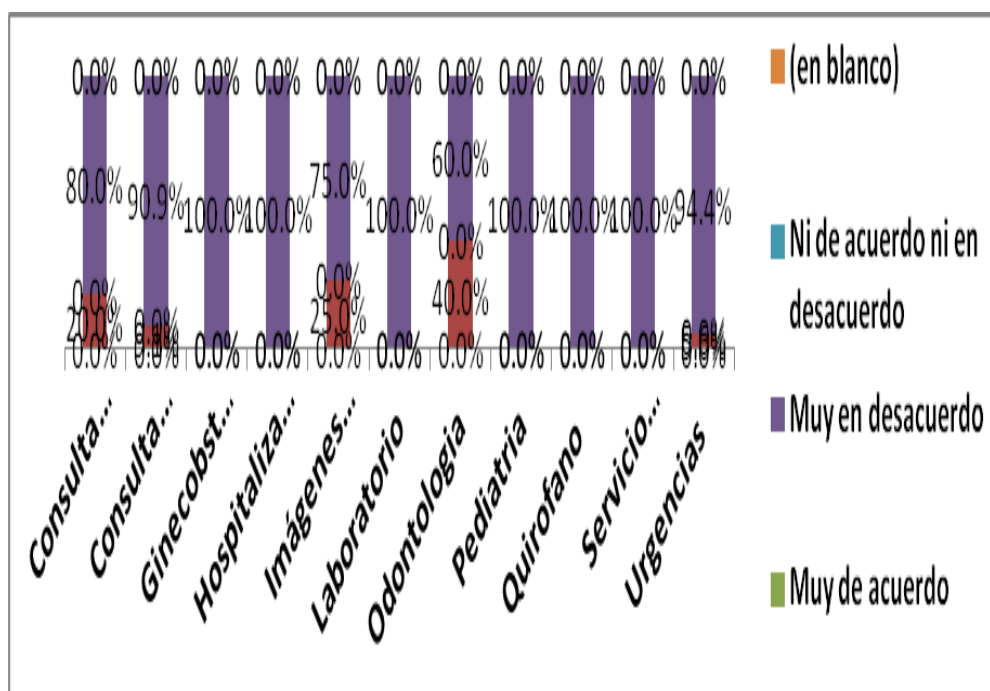 0.0% 0.0% 0.0% 0.0% 0.0% 0.0% 0.0% 0.0% 0.0% 0.0% 0.0%
80.0% 90.9% 100.0% 100.0% 75.0% 100.0% 60.0% 100.0% 100.0% 100.0% 94.4%
0.0% 0.0% 0.0% 0.0%
20.0% 25.0% 40.0%
0.0% 0.0% 0.0% 0.0% 0.0% 0.0% 0.0% 0.0% 0.0%
Consulta...
Consulta...
Ginecobst...
Hospitaliza...
Imágenes...
Laboratorio
Odontologia
Pediatria
Quirofano
Servicio...
Urgencias
(en blanco)
Ni de acuerdo ni en
desacuerdo
Muy en desacuerdo
Muy de acuerdo